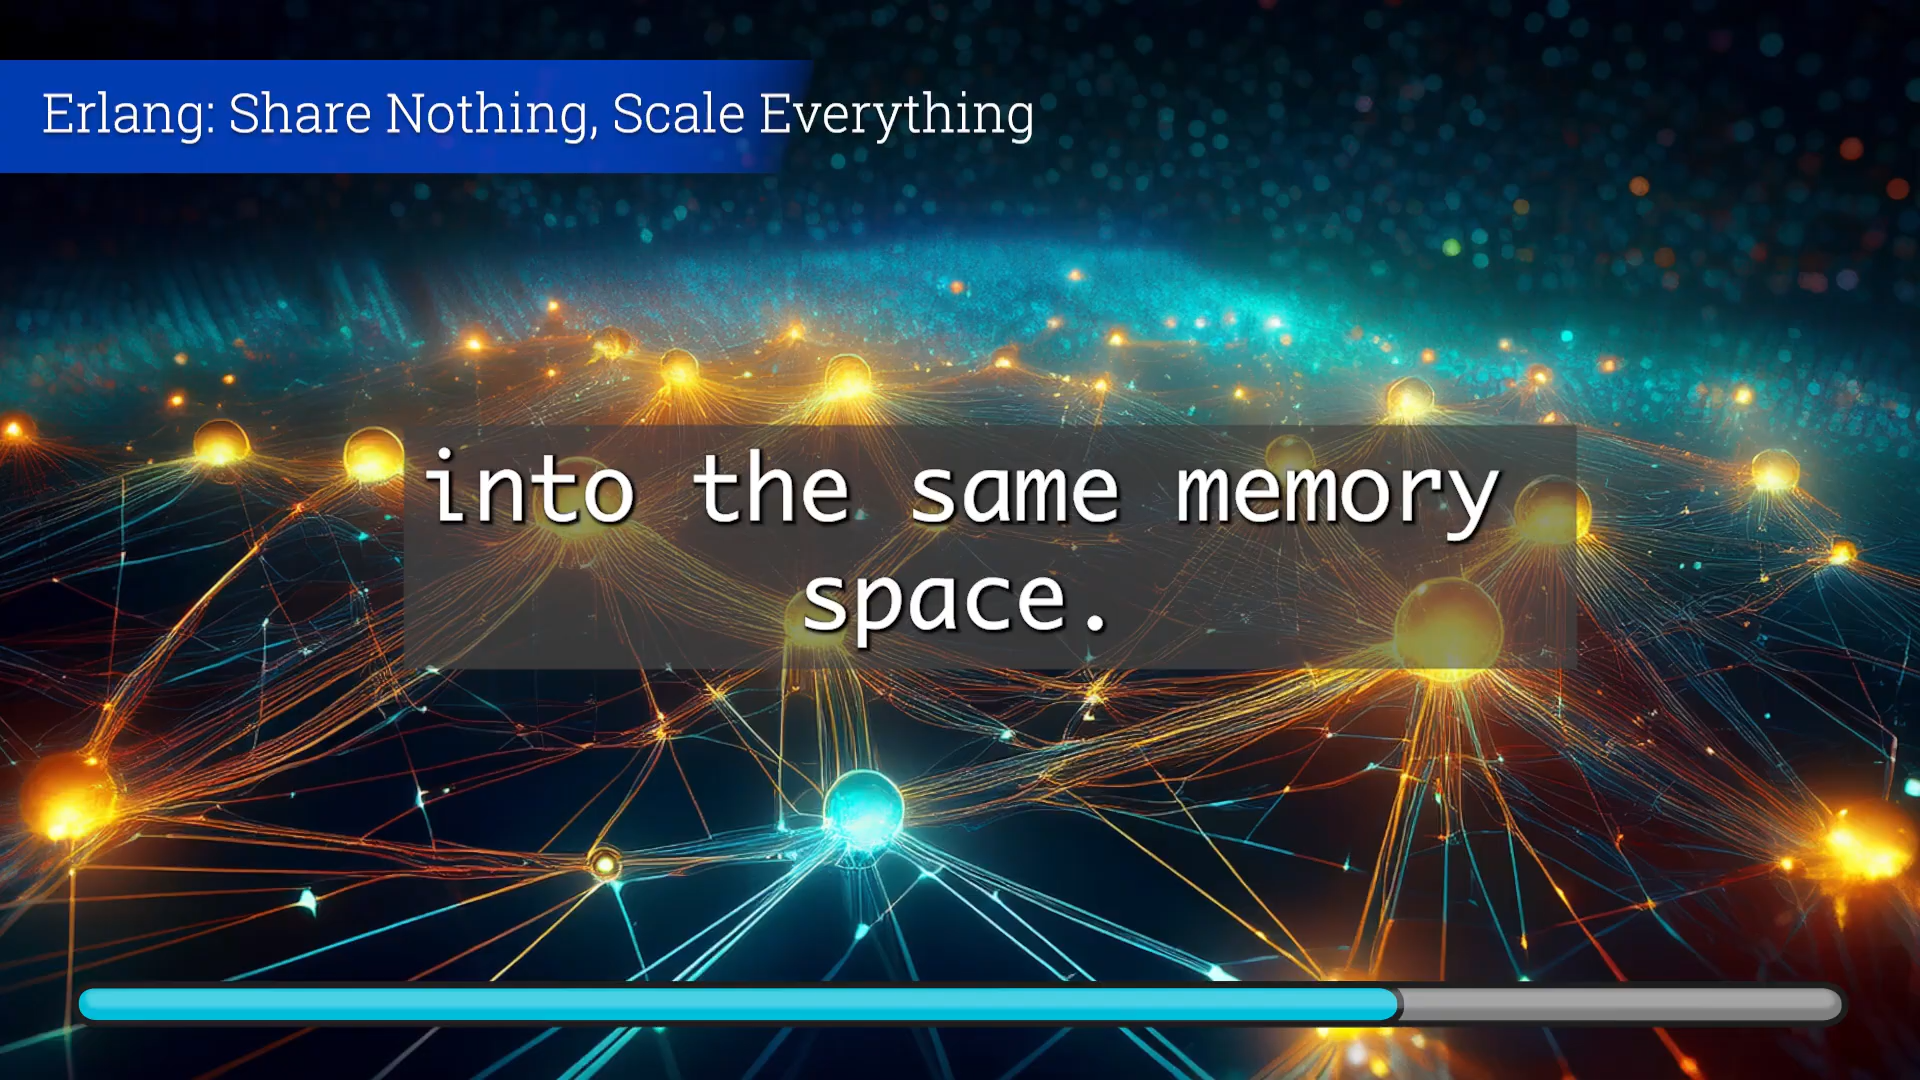 Erlang: Share Nothing, Scale Everything
into the same memory
space.